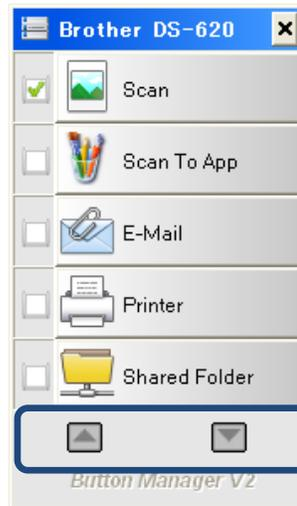 Brother DS-620
Scan
Scan To App
E-Mail
Printer
Shared Folder
Button Manager V2